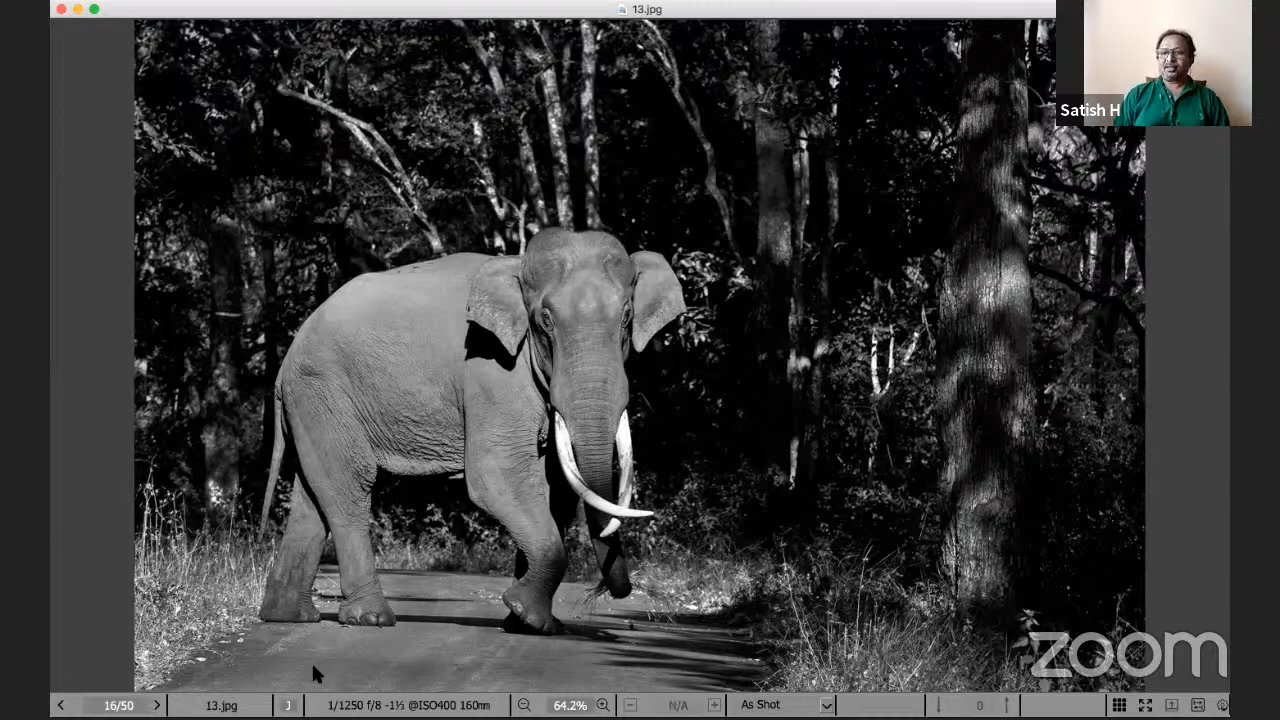 13.jpg
Satish H
zoom
16/50
13.jpg
J
1/1250 f/8 -1⅓ @ISO400 160mm
64.2%
N/A
As Shot
0